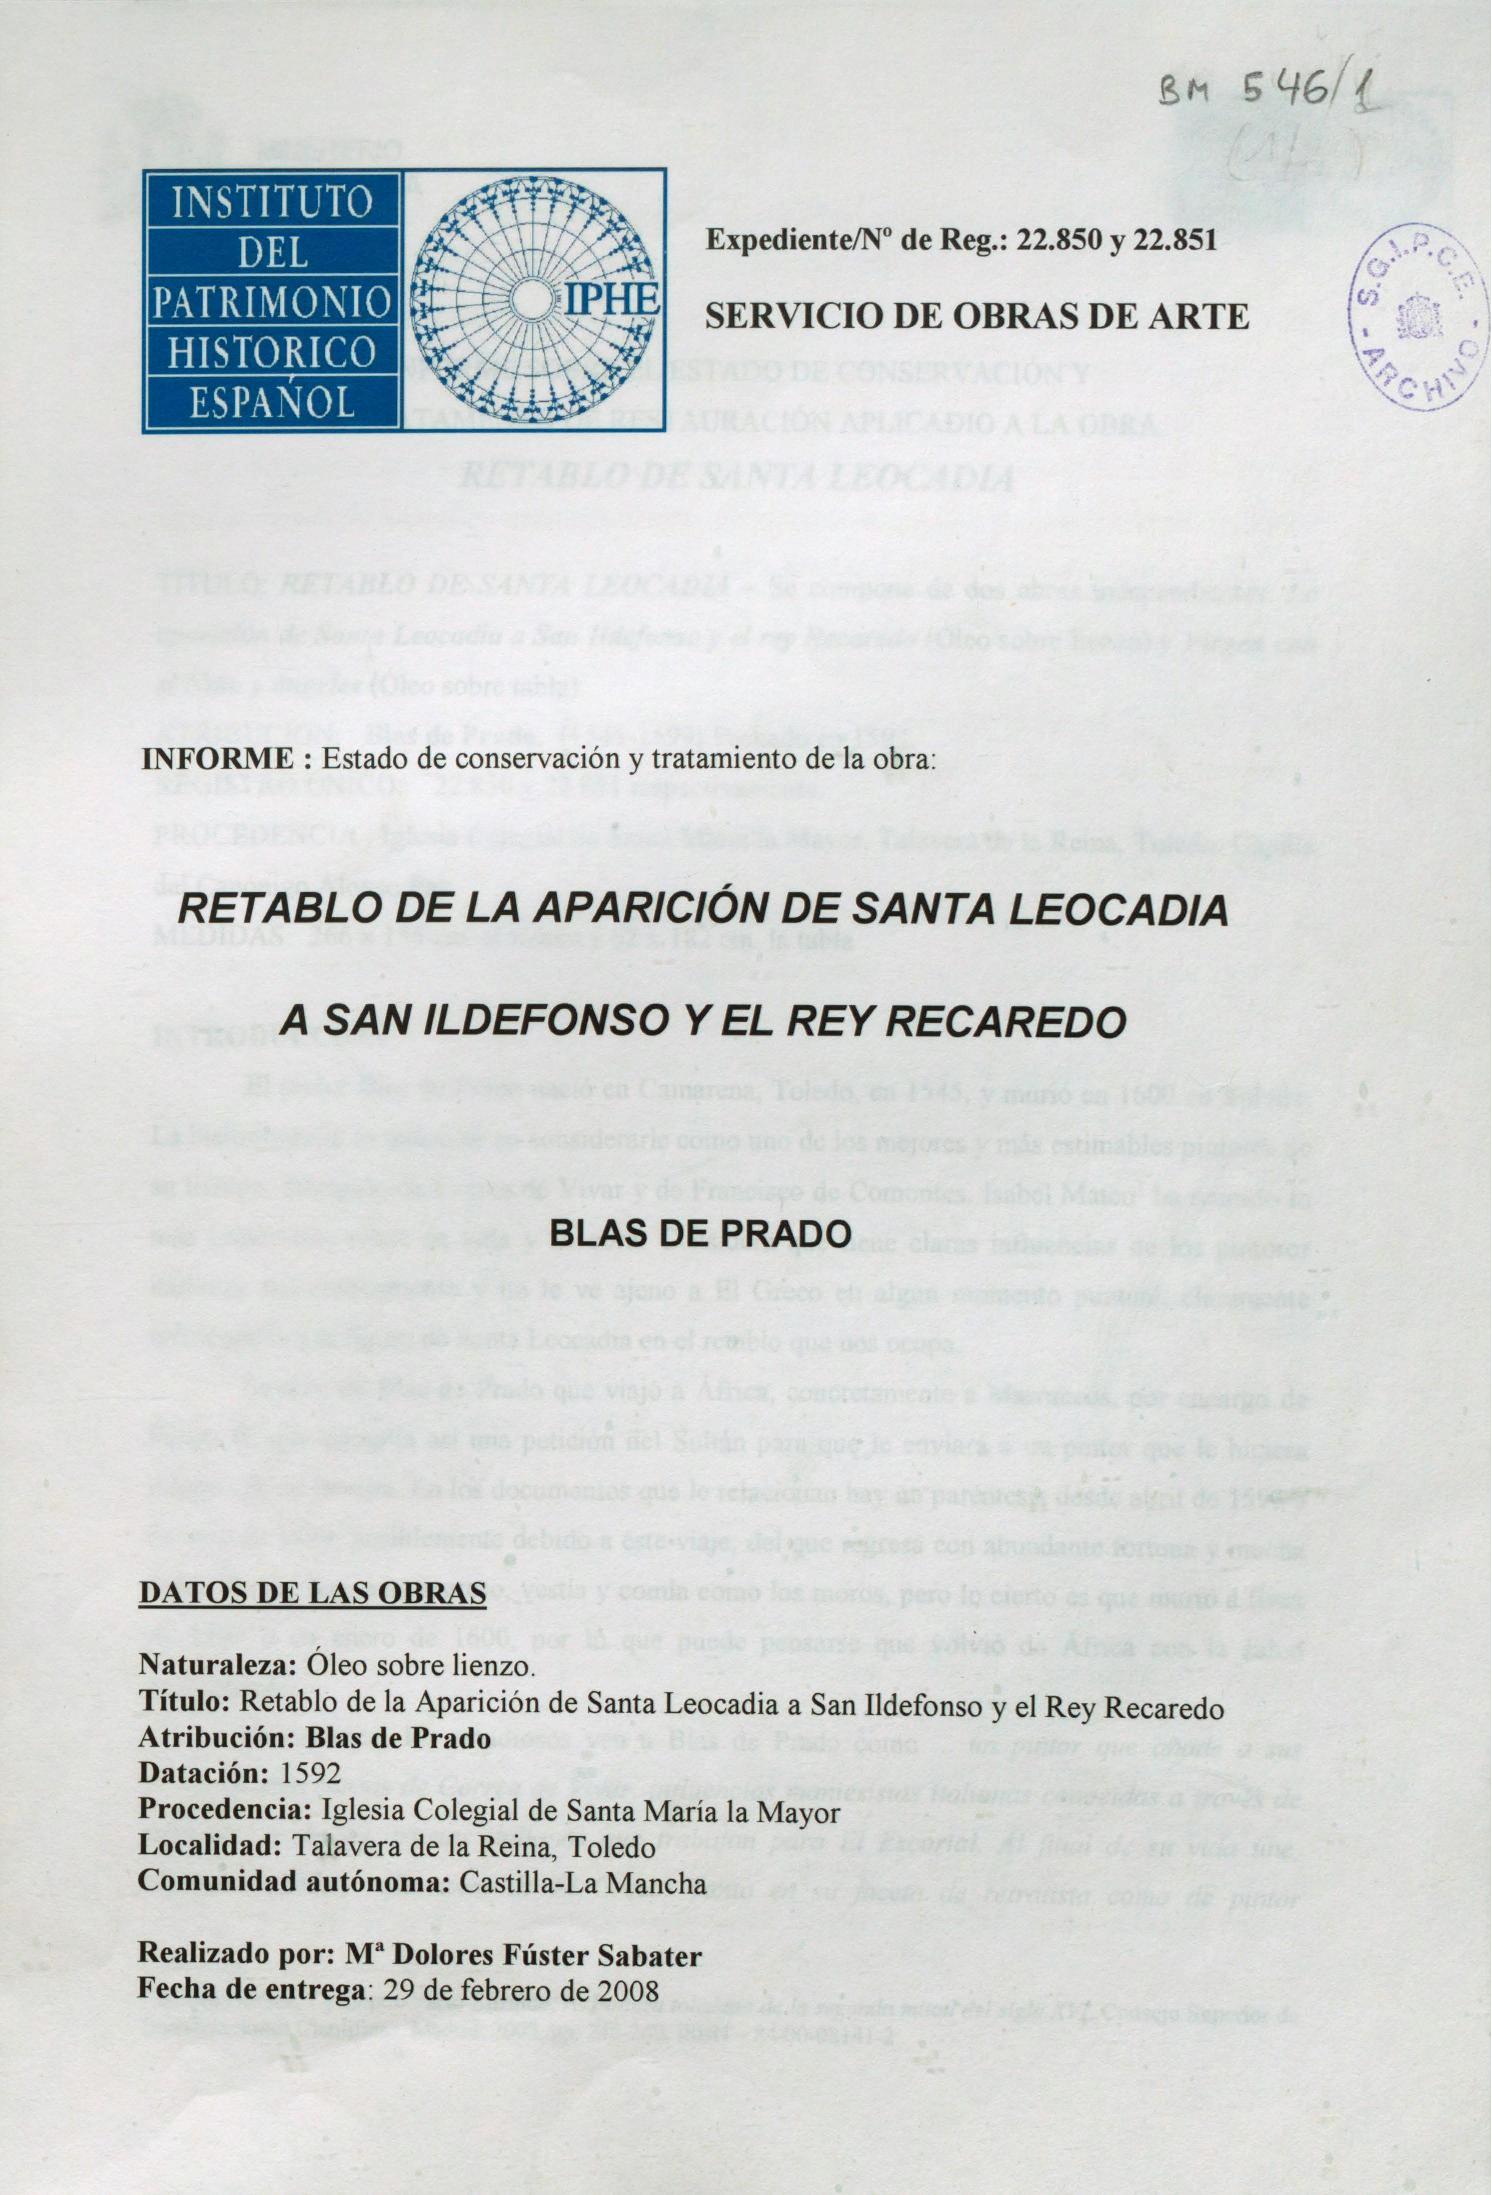 BM 546/1
INSTITUTO
DEL
PATRIMONIO
HISTORICO
ESPAÑOL
IPHE
Expediente/Nº de Reg.: 22.850 y 22.851
SERVICIO DE OBRAS DE ARTE
S.G.I.P.C.E.
- ARCHIVO -
INFORME : Estado de conservación y tratamiento de la obra:
RETABLO DE LA APARICIÓN DE SANTA LEOCADIA
A SAN ILDEFONSO Y EL REY RECAREDO
BLAS DE PRADO
DATOS DE LAS OBRAS
Naturaleza: Óleo sobre lienzo.
Título: Retablo de la Aparición de Santa Leocadia a San Ildefonso y el Rey Recaredo
Atribución: Blas de Prado
Datación: 1592
Procedencia: Iglesia Colegial de Santa María la Mayor
Localidad: Talavera de la Reina, Toledo
Comunidad autónoma: Castilla-La Mancha
Realizado por: Mª Dolores Fúster Sabater
Fecha de entrega: 29 de febrero de 2008